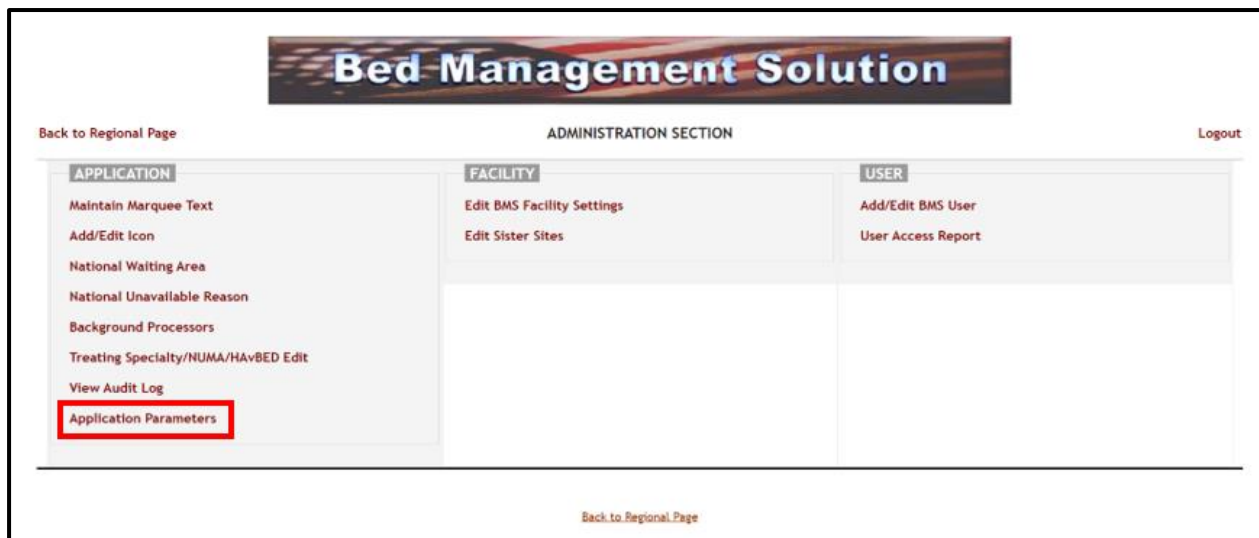 Bed Management Solution
Back to Regional Page
ADMINISTRATION SECTION
Logout
APPLICATION
Maintain Marquee Text
Add/Edit Icon
National Waiting Area
National Unavailable Reason
Background Processors
Treating Specialty/NUMA/HAvBED Edit
View Audit Log
Application Parameters
FACILITY
Edit BMS Facility Settings
Edit Sister Sites
USER
Add/Edit BMS User
User Access Report
Back to Regional Page